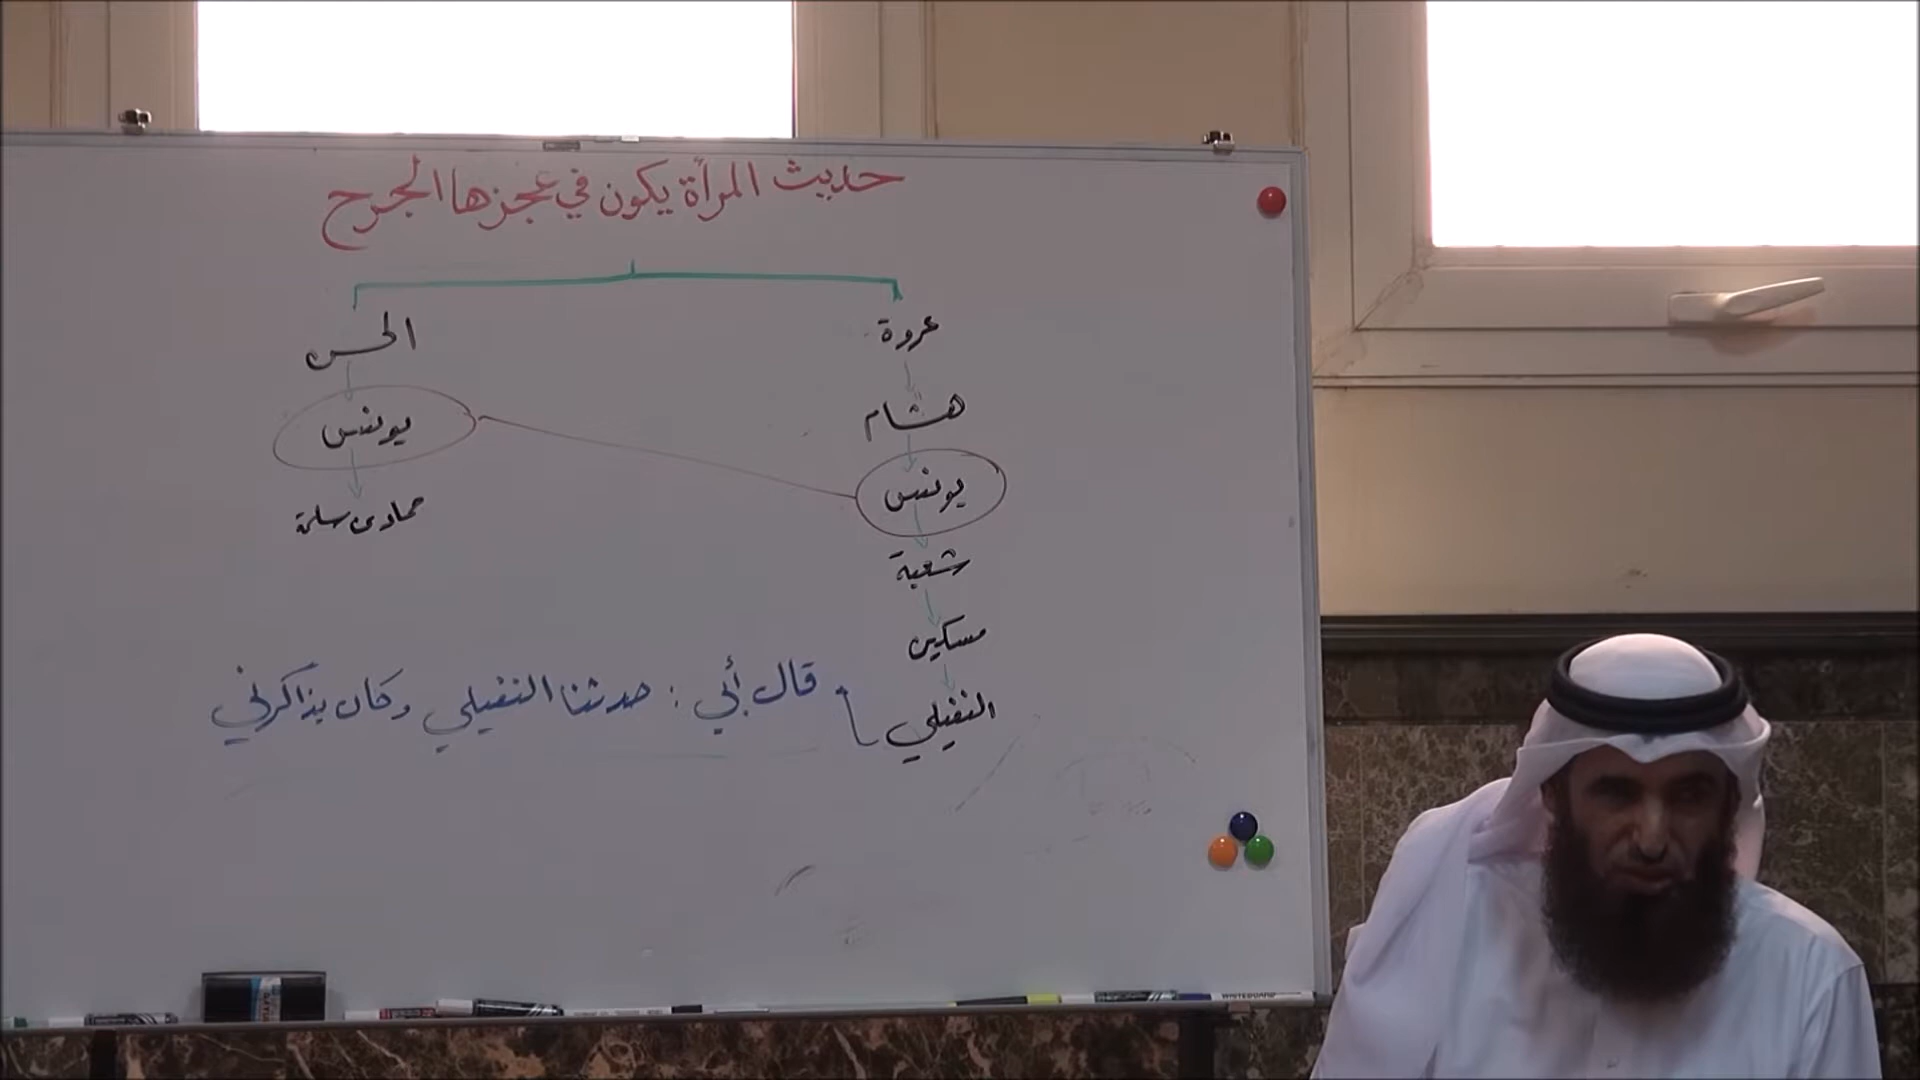 حديث المرأة يكون في عجزها الجرح
عروة
هشام
يونس
شعبة
مسكين
النفيلي
قال أبي : حدثنا النفيلي وكان يذاكرني
الحسن
يونس
حماد بن سلمة
WHITEBOARD